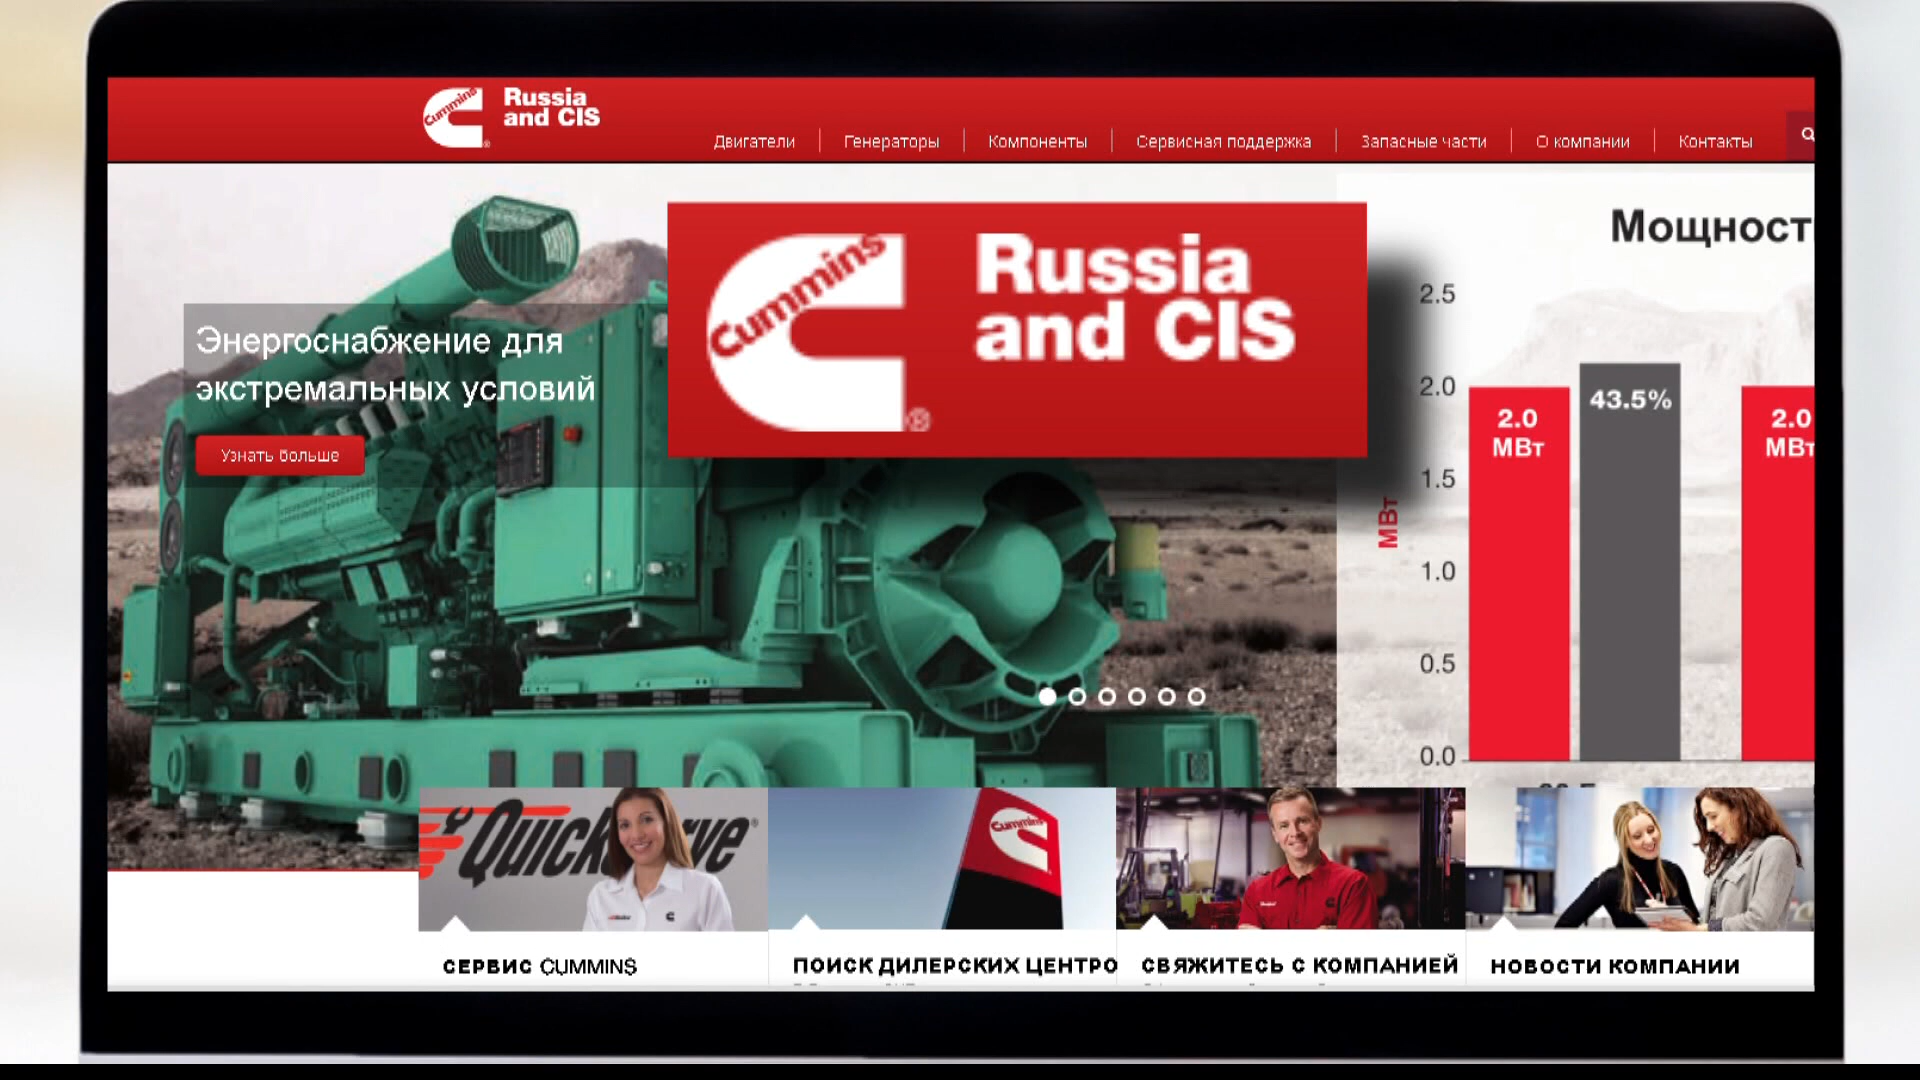 Cummins
Russia
and CIS
Двигатели
Генераторы
Компоненты
Сервисная поддержка
Запасные части
О компании
Контакты
Cummins
Russia
and CIS
®
Энергоснабжение для
экстремальных условий
Узнать больше
Мощност
2.5
2.0
1.5
1.0
0.5
0.0
МВт
2.0
МВт
43.5%
2.0
МВт
Cummins
СЕРВИС CUMMINS
ПОИСК ДИЛЕРСКИХ ЦЕНТРО
СВЯЖИТЕСЬ С КОМПАНИЕЙ
НОВОСТИ КОМПАНИИ